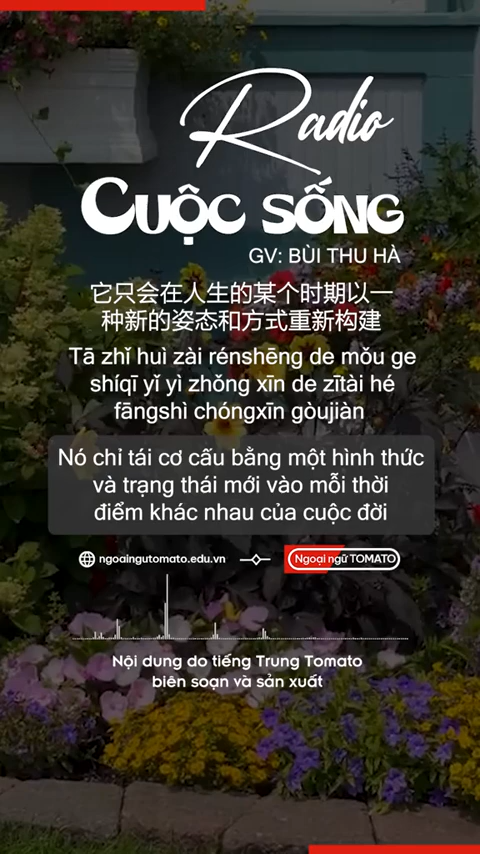 Radio
CUỘC SỐNG
GV: BÙI THU HÀ
它只会在人生的某个时期以一
种新的姿态和方式重新构建
Tā zhǐ huì zài rénshēng de mǒu ge
shíqī yǐ yì zhǒng xīn de zītài hé
fāngshì chóngxīn gòujiàn
Nó chỉ tái cơ cấu bằng một hình thức
và trạng thái mới vào mỗi thời
điểm khác nhau của cuộc đời
ngoaingutomato.edu.vn Ngoại ngữ TOMATO
Nội dung do tiếng Trung Tomato
biên soạn và sản xuất